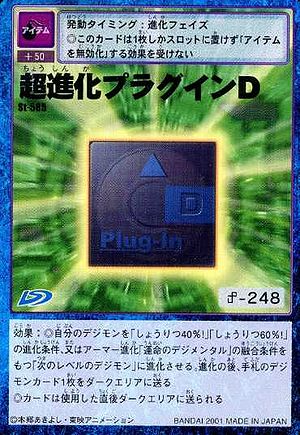 アイテム
+50
発動タイミング:進化フェイズ
◎このカードは1枚しかスロットに置けず「アイテム
を無効化」する効果を受けない
ちょう しん か
超進化プラグインD
St-585
D
Plug-In
㎗-248
効果:◎自分のデジモンを「しょうりつ40%!」「しょうりつ60%!」
の進化条件、又はアーマー進化「運命のデジメンタル」の融合条件を
もつ「次のレベルのデジモン」に進化させる。進化の後、手札のデジ
モンカード1枚をダークエリアに送る
◎カードは使用した直後ダークエリアに送られる
©本郷あきよし・東映アニメーション
BANDAI 2001 MADE IN JAPAN